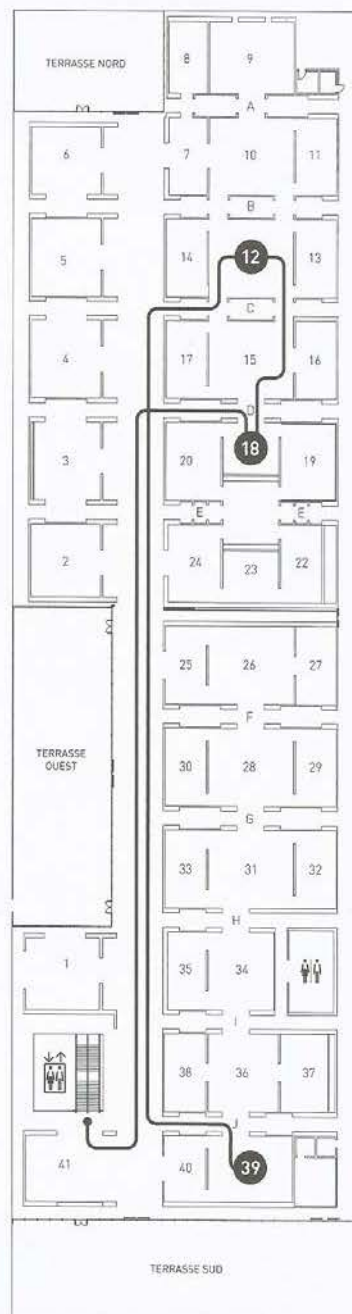 TERRASSE NORD
8
9
A
6
7
10
11
B
5
14
12
13
C
4
17
15
16
D
3
20
18
19
E
E
2
24
23
22
25
26
27
F
TERRASSE
OUEST
30
28
29
G
33
31
32
H
1
35
34
I
38
36
37
J
41
40
39
TERRASSE SUD